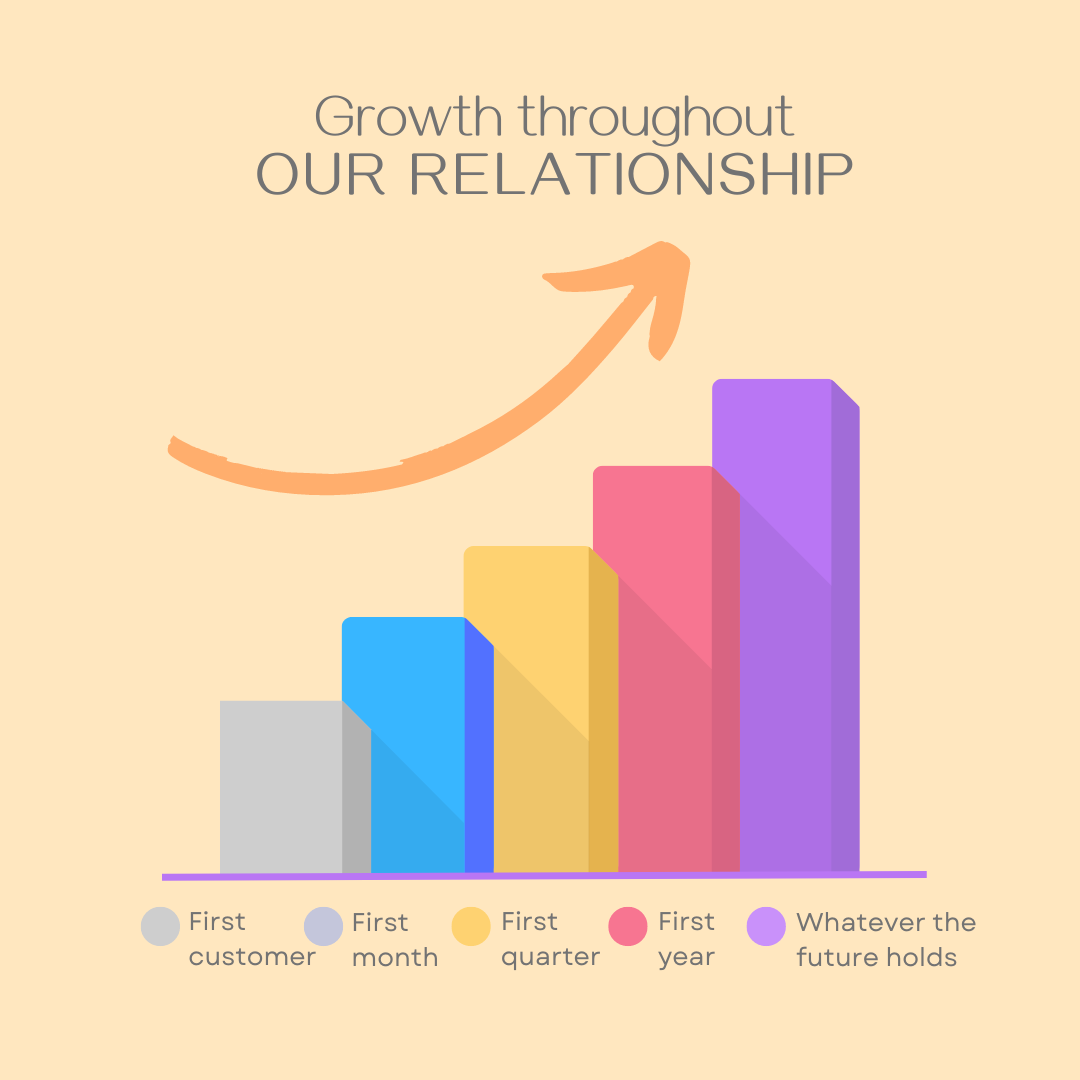 Growth throughout
OUR RELATIONSHIP
First
customer
First
month
First
quarter
First
year
Whatever the
future holds